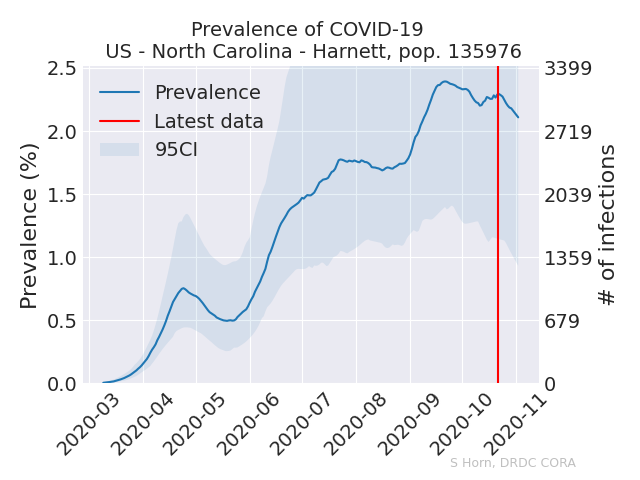 Prevalence of COVID-19
US - North Carolina - Harnett, pop. 135976
Prevalence (%)
2.5
2.0
1.5
1.0
0.5
0.0
Prevalence
Latest data
95CI
3399
2719
2039
1359
679
0
# of infections
2020-03
2020-04
2020-05
2020-06
2020-07
2020-08
2020-09
2020-10
2020-11
S Horn, DRDC CORA